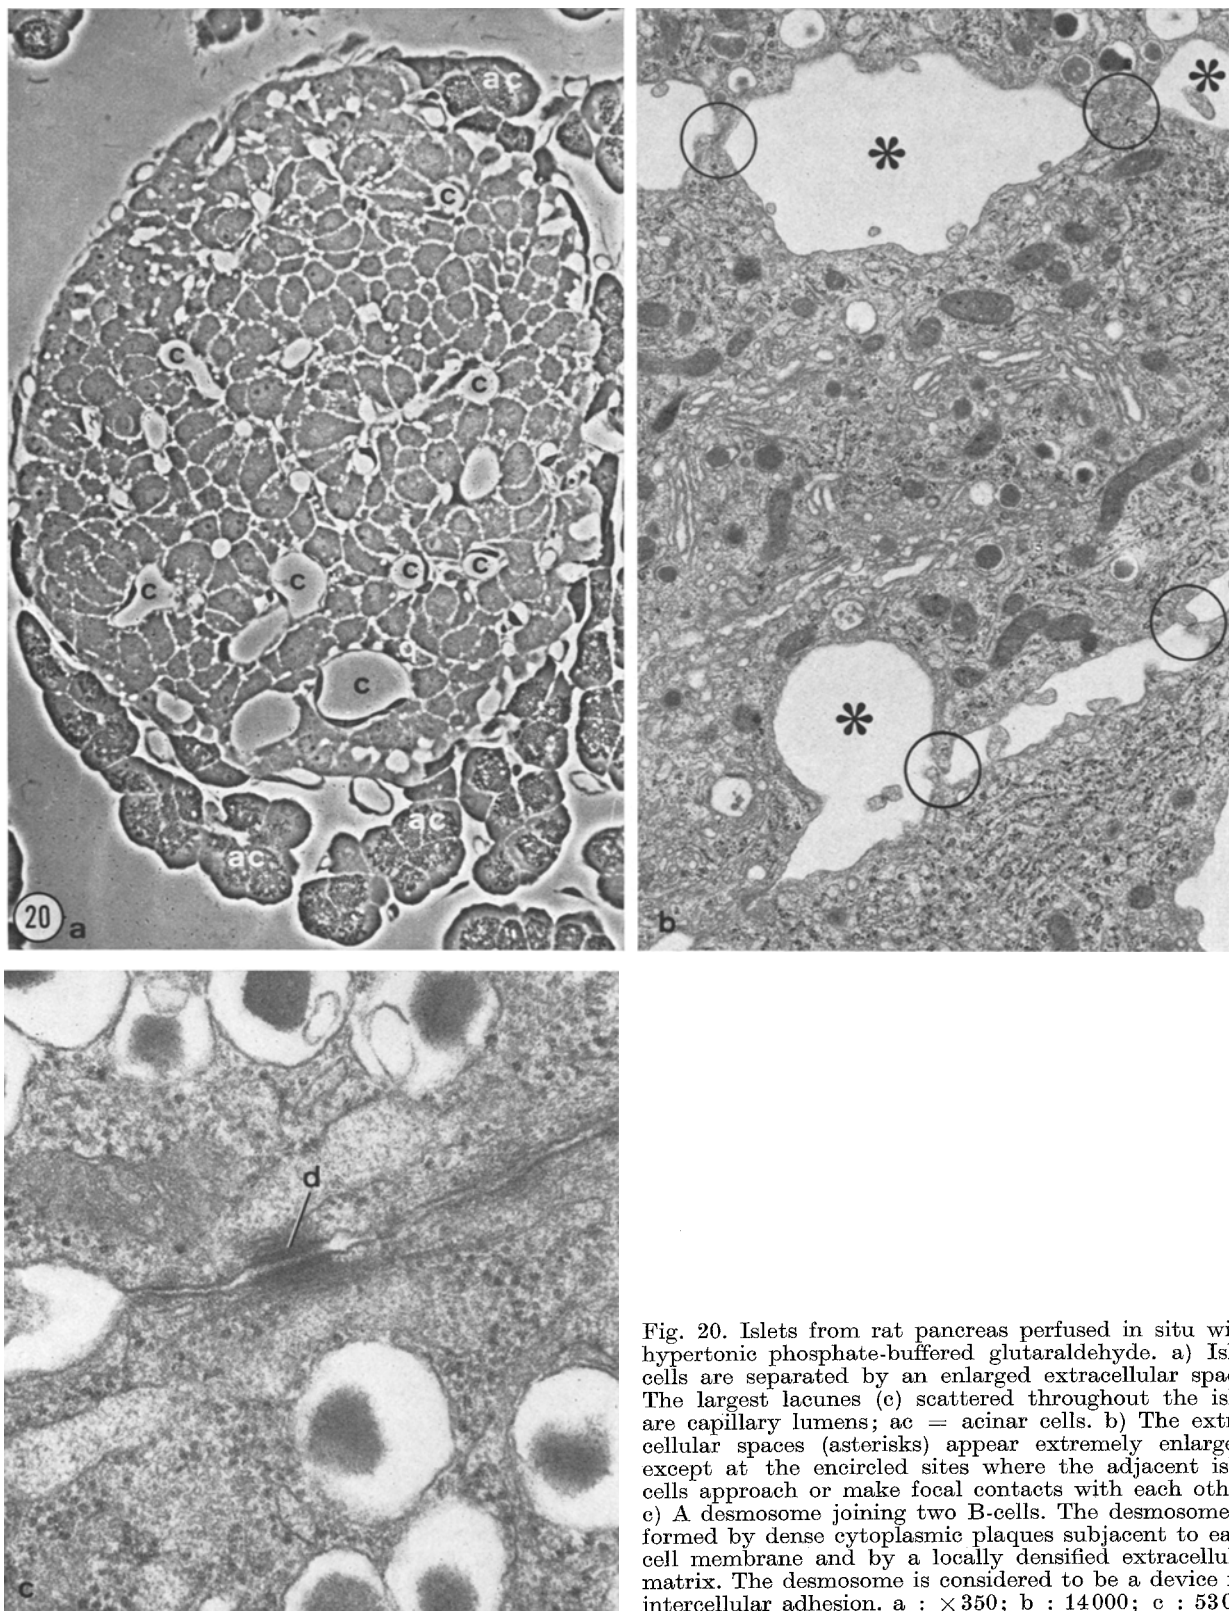 ac
c
c
c
c
c
c
c
c
ac
ac
20
a
*
*
*
b
d
c
Fig. 20. Islets from rat pancreas perfused in situ wi
hypertonic phosphate-buffered glutaraldehyde. a) Isl
cells are separated by an enlarged extracellular spa
The largest lacunes (c) scattered throughout the is
are capillary lumens; ac = acinar cells. b) The extr
cellular spaces (asterisks) appear extremely enlarg
except at the encircled sites where the adjacent is
cells approach or make focal contacts with each oth
c) A desmosome joining two B-cells. The desmosome
formed by dense cytoplasmic plaques subjacent to ea
cell membrane and by a locally densified extracellul
matrix. The desmosome is considered to be a device
intercellular adhesion. a : ×350; b : 14000; c : 530